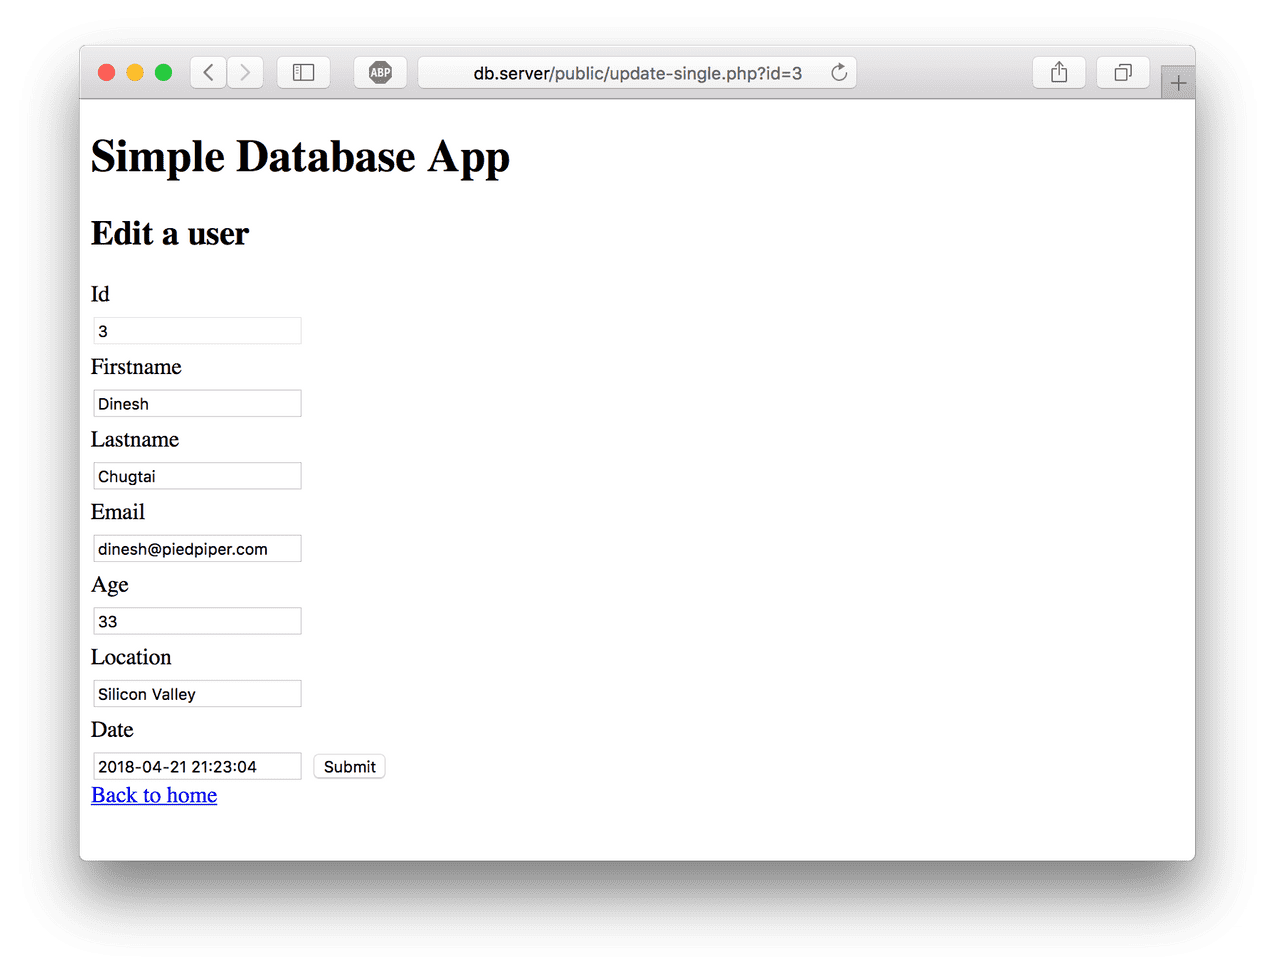 ABP
db.server/public/update-single.php?id=3
Simple Database App
Edit a user
Id
3
Firstname
Dinesh
Lastname
Chugtai
Email
dinesh@piedpiper.com
Age
33
Location
Silicon Valley
Date
2018-04-21 21:23:04 Submit
Back to home